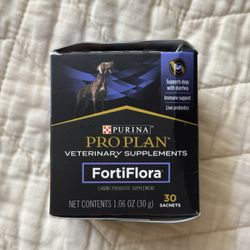 Supports dogs
with diarrhea
Immune support
Live probiotics
PURINA
PRO PLAN
VETERINARY SUPPLEMENTS
FortiFlora
CANINE PROBIOTIC SUPPLEMENT
NET CONTENTS 1.06 OZ (30 g)
30
SACHETS